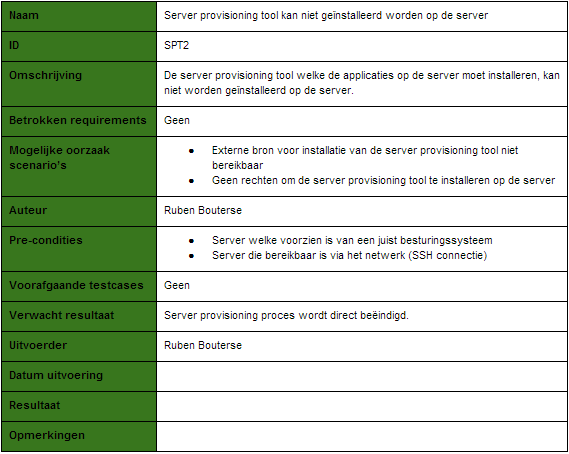 Naam Server provisioning tool kan niet geïnstalleerd worden op de server
ID SPT2
Omschrijving De server provisioning tool welke de applicaties op de server moet installeren, kan
niet worden geïnstalleerd op de server.
Betrokken requirements Geen
Mogelijke oorzaak ● Externe bron voor installatie van de server provisioning tool niet
scenario's bereikbaar
● Geen rechten om de server provisioning tool te installeren op de server
Auteur Ruben Bouterse
Pre-condities ● Server welke voorzien is van een juist besturingssysteem
● Server die bereikbaar is via het netwerk (SSH connectie)
Voorafgaande testcases Geen
Verwacht resultaat Server provisioning proces wordt direct beëindigd.
Uitvoerder Ruben Bouterse
Datum uitvoering
Resultaat
Opmerkingen